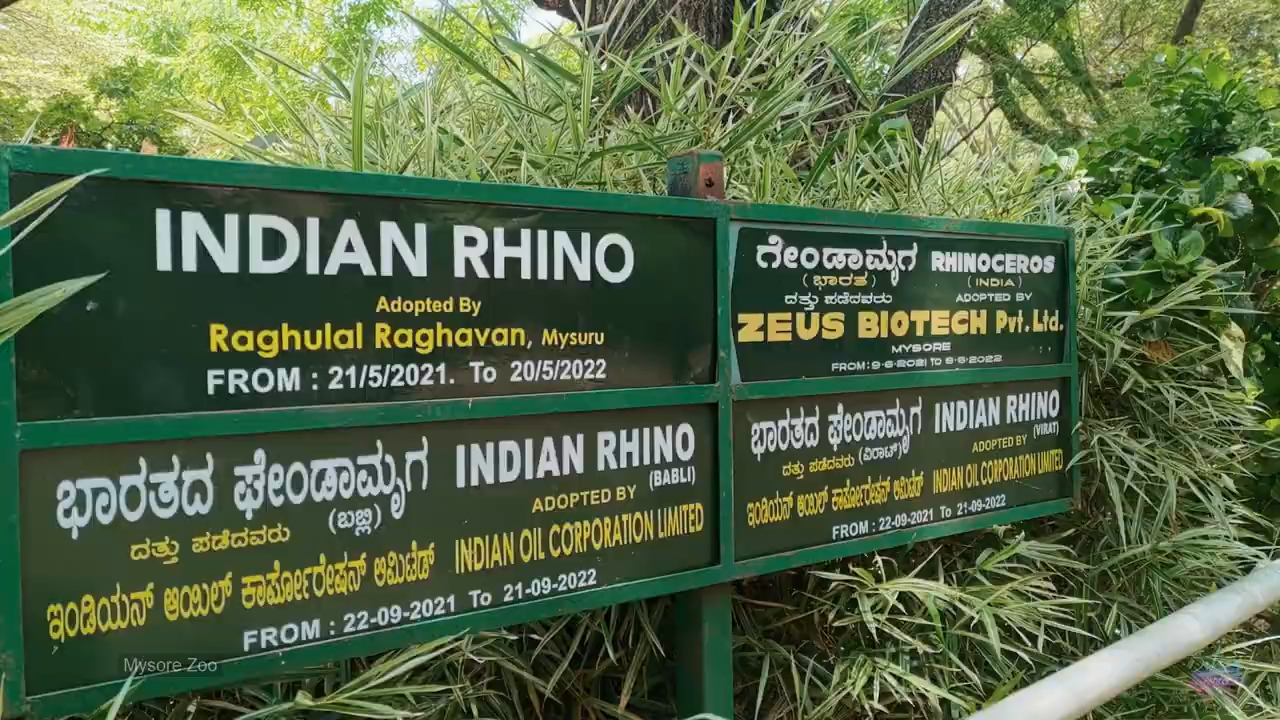 INDIAN RHINO
Adopted By
Raghulal Raghavan, Mysuru
FROM : 21/5/2021. To 20/5/2022
ಗೇಂಡಾಮೃಗ RHINOCEROS
(ಭಾರತ) (INDIA)
ದತ್ತು ಪಡೆದವರು ADOPTED BY
ZEUS BIOTECH Pvt.Ltd.
MYSORE
FROM: 9-6-2021 to 8-6-2022
ಭಾರತದ ಘೇಂಡಾಮೃಗ INDIAN RHINO
(ಬಬ್ಲಿ) (BABLI)
ದತ್ತು ಪಡೆದವರು ADOPTED BY
ಇಂಡಿಯನ್ ಆಯಿಲ್ ಕಾರ್ಪೋರೇಷನ್ ಲಿಮಿಟೆಡ್ INDIAN OIL CORPORATION LIMITED
FROM : 22-09-2021 To 21-09-2022
ಭಾರತದ ಘೇಂಡಾಮೃಗ INDIAN RHINO
(ವಿರಾಟ್) (VIRAT)
ದತ್ತು ಪಡೆದವರು ADOPTED BY
ಇಂಡಿಯನ್ ಆಯಿಲ್ ಕಾರ್ಪೋರೇಷನ್ ಲಿಮಿಟೆಡ್ INDIAN OIL CORPORATION LIMITED
FROM : 22-09-2021 To 21-09-2022
Mysore Zoo